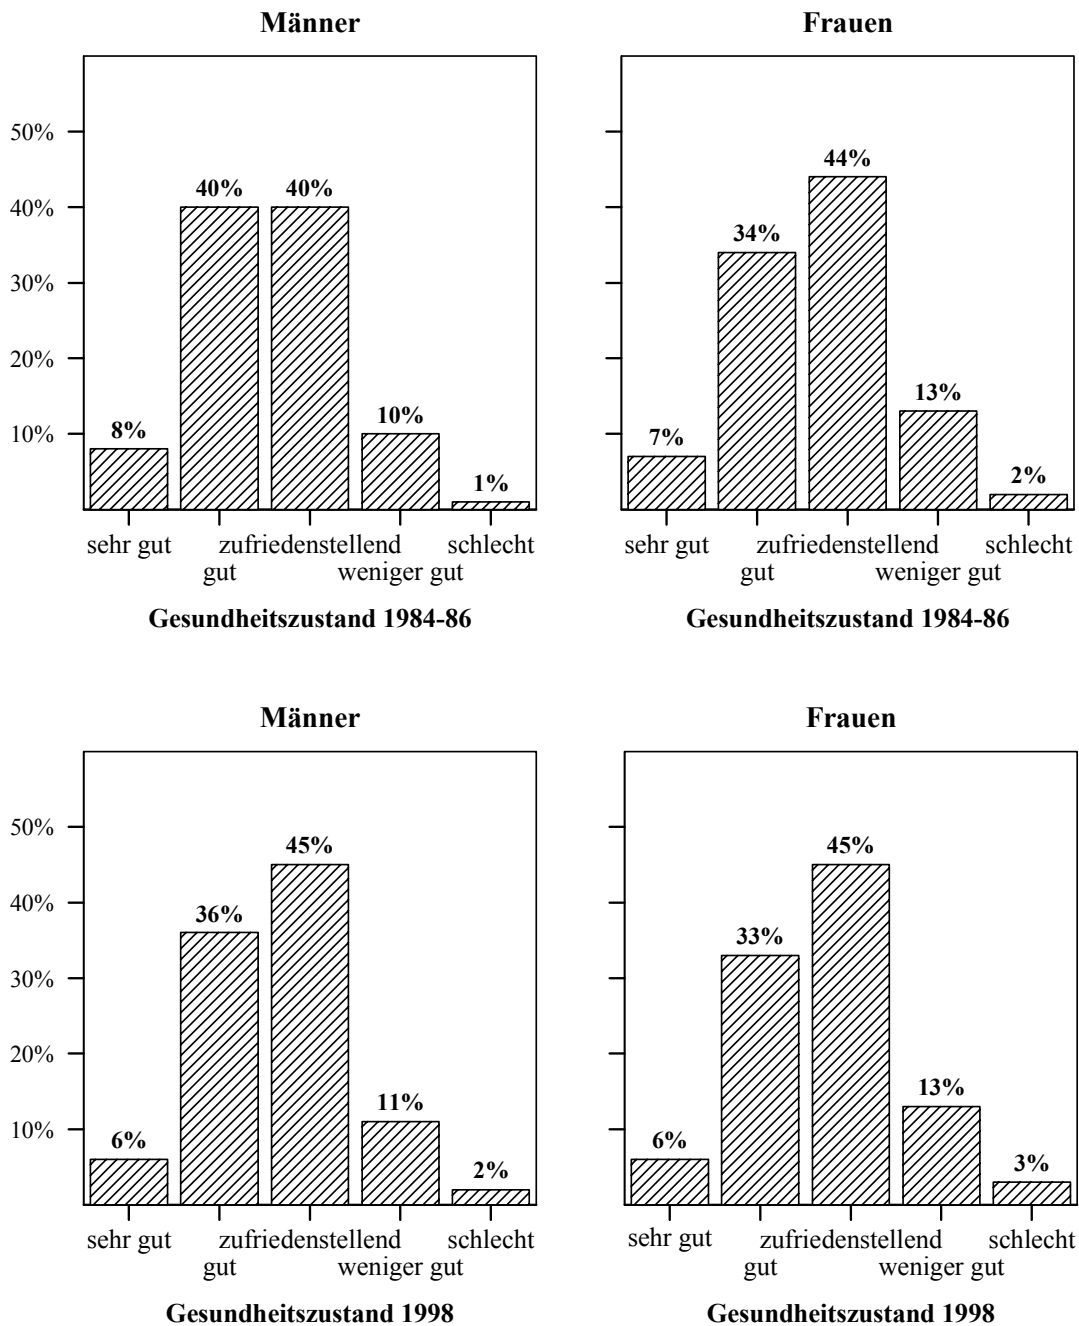 Männer
Frauen
50%
40%
30%
20%
10%
8%
40%
40%
10%
1%
7%
34%
44%
13%
2%
sehr gut
zufriedenstellend
schlecht
gut
weniger gut
sehr gut
zufriedenstellend
schlecht
gut
weniger gut
Gesundheitszustand 1984-86
Gesundheitszustand 1984-86
Männer
Frauen
50%
40%
30%
20%
10%
6%
36%
45%
11%
2%
6%
33%
45%
13%
3%
sehr gut
zufriedenstellend
schlecht
gut
weniger gut
sehr gut
zufriedenstellend
schlecht
gut
weniger gut
Gesundheitszustand 1998
Gesundheitszustand 1998